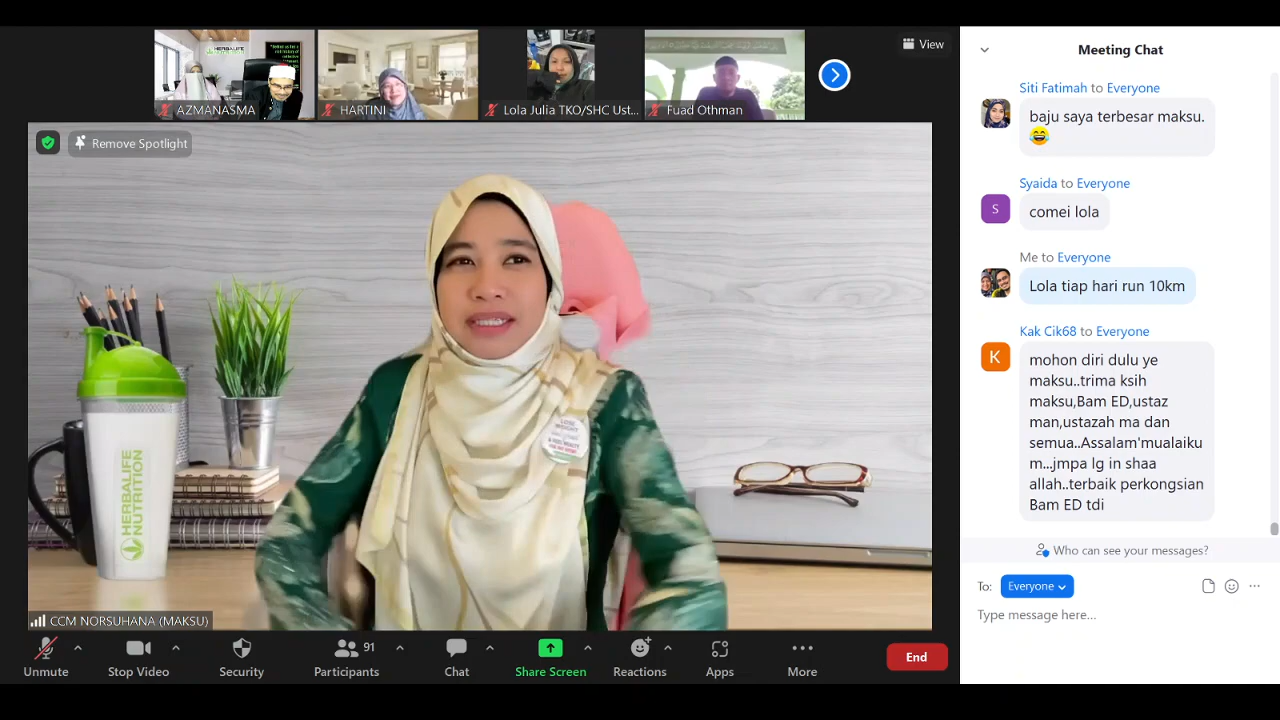 HERBALIFE
AZMANASMA
HARTINI
Lola Julia TKO/SHC Ust...
Fuad Othman
View
Remove Spotlight
HERBALIFE
NUTRITION
CCM NORSUHANA (MAKSU)
Unmute
Stop Video
Security
91
Participants
Chat
Share Screen
Reactions
Apps
More
End
Meeting Chat
Siti Fatimah to Everyone
baju saya terbesar maksu.
😂
Syaida to Everyone
S
comei lola
Me to Everyone
Lola tiap hari run 10km
Kak Cik68 to Everyone
K
mohon diri dulu ye
maksu..trima ksih
maksu,Bam ED,ustaz
man,ustazah ma dan
semua..Assalam'mualaiku
m...jmpa lg in shaa
allah..terbaik perkongsian
Bam ED tdi
Who can see your messages?
To: Everyone
Type message here...